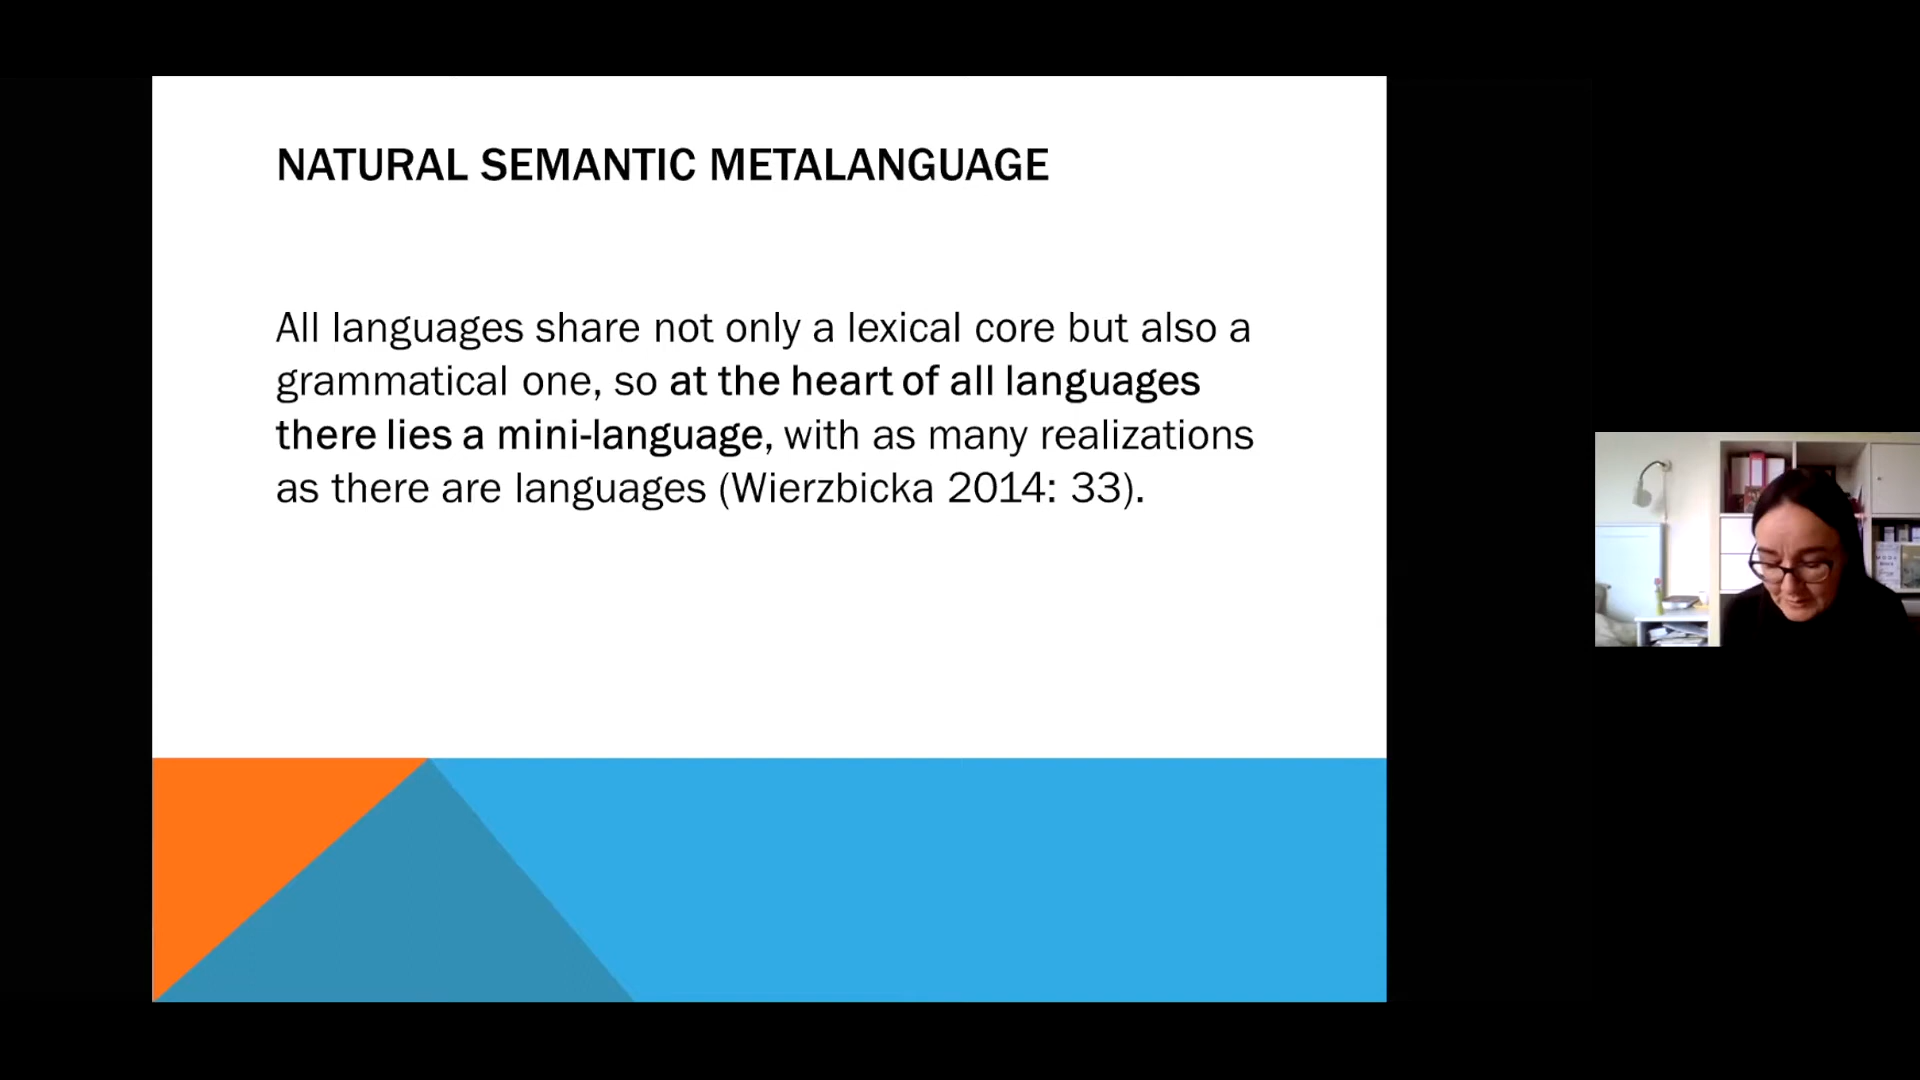 NATURAL SEMANTIC METALANGUAGE
All languages share not only a lexical core but also a
grammatical one, so at the heart of all languages
there lies a mini-language, with as many realizations
as there are languages (Wierzbicka 2014: 33).